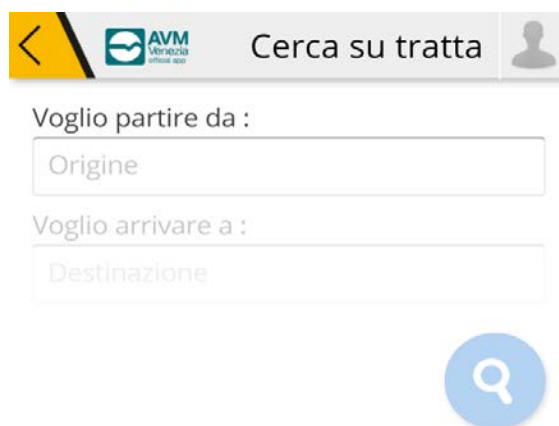 AVM
Venezia
official app
Cerca su tratta
Voglio partire da :
Origine
Voglio arrivare a :
Destinazione